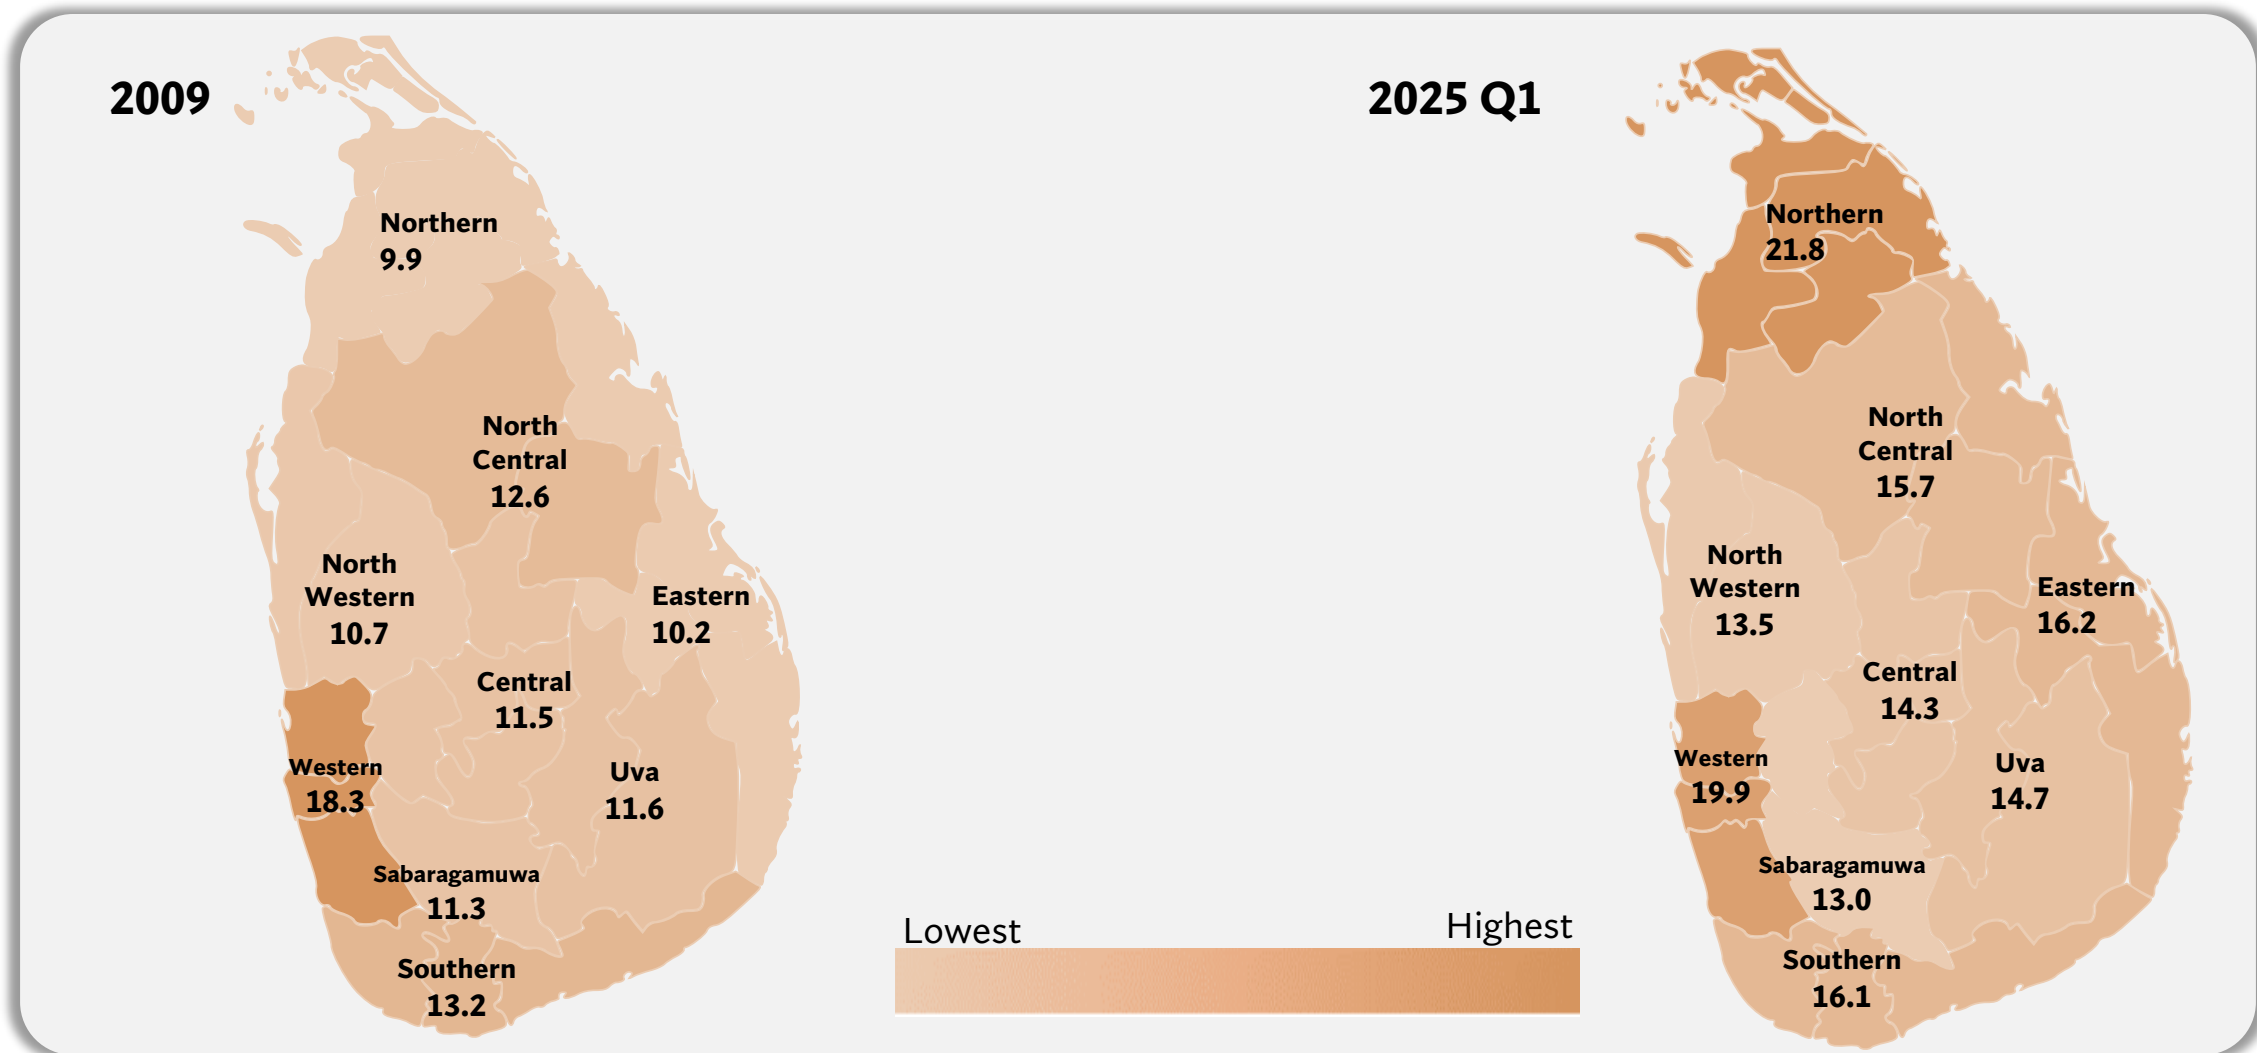 2009
Northern
9.9
North
Central
12.6
North
Western
10.7
Eastern
10.2
Central
11.5
Western
18.3
Uva
11.6
Sabaragamuwa
11.3
Southern
13.2
Lowest
Highest
2025 Q1
Northern
21.8
North
Central
15.7
North
Western
13.5
Eastern
16.2
Central
14.3
Western
19.9
Uva
14.7
Sabaragamuwa
13.0
Southern
16.1